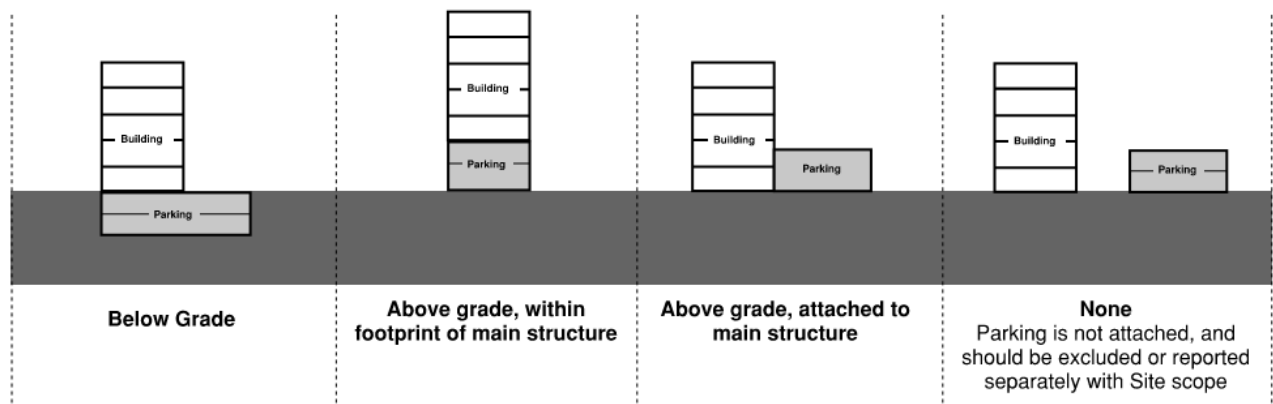 Building
Parking
Below Grade
Building
Parking
Above grade, within
footprint of main structure
Building
Parking
Above grade, attached to
main structure
Building
Parking
None
Parking is not attached, and
should be excluded or reported
separately with Site scope